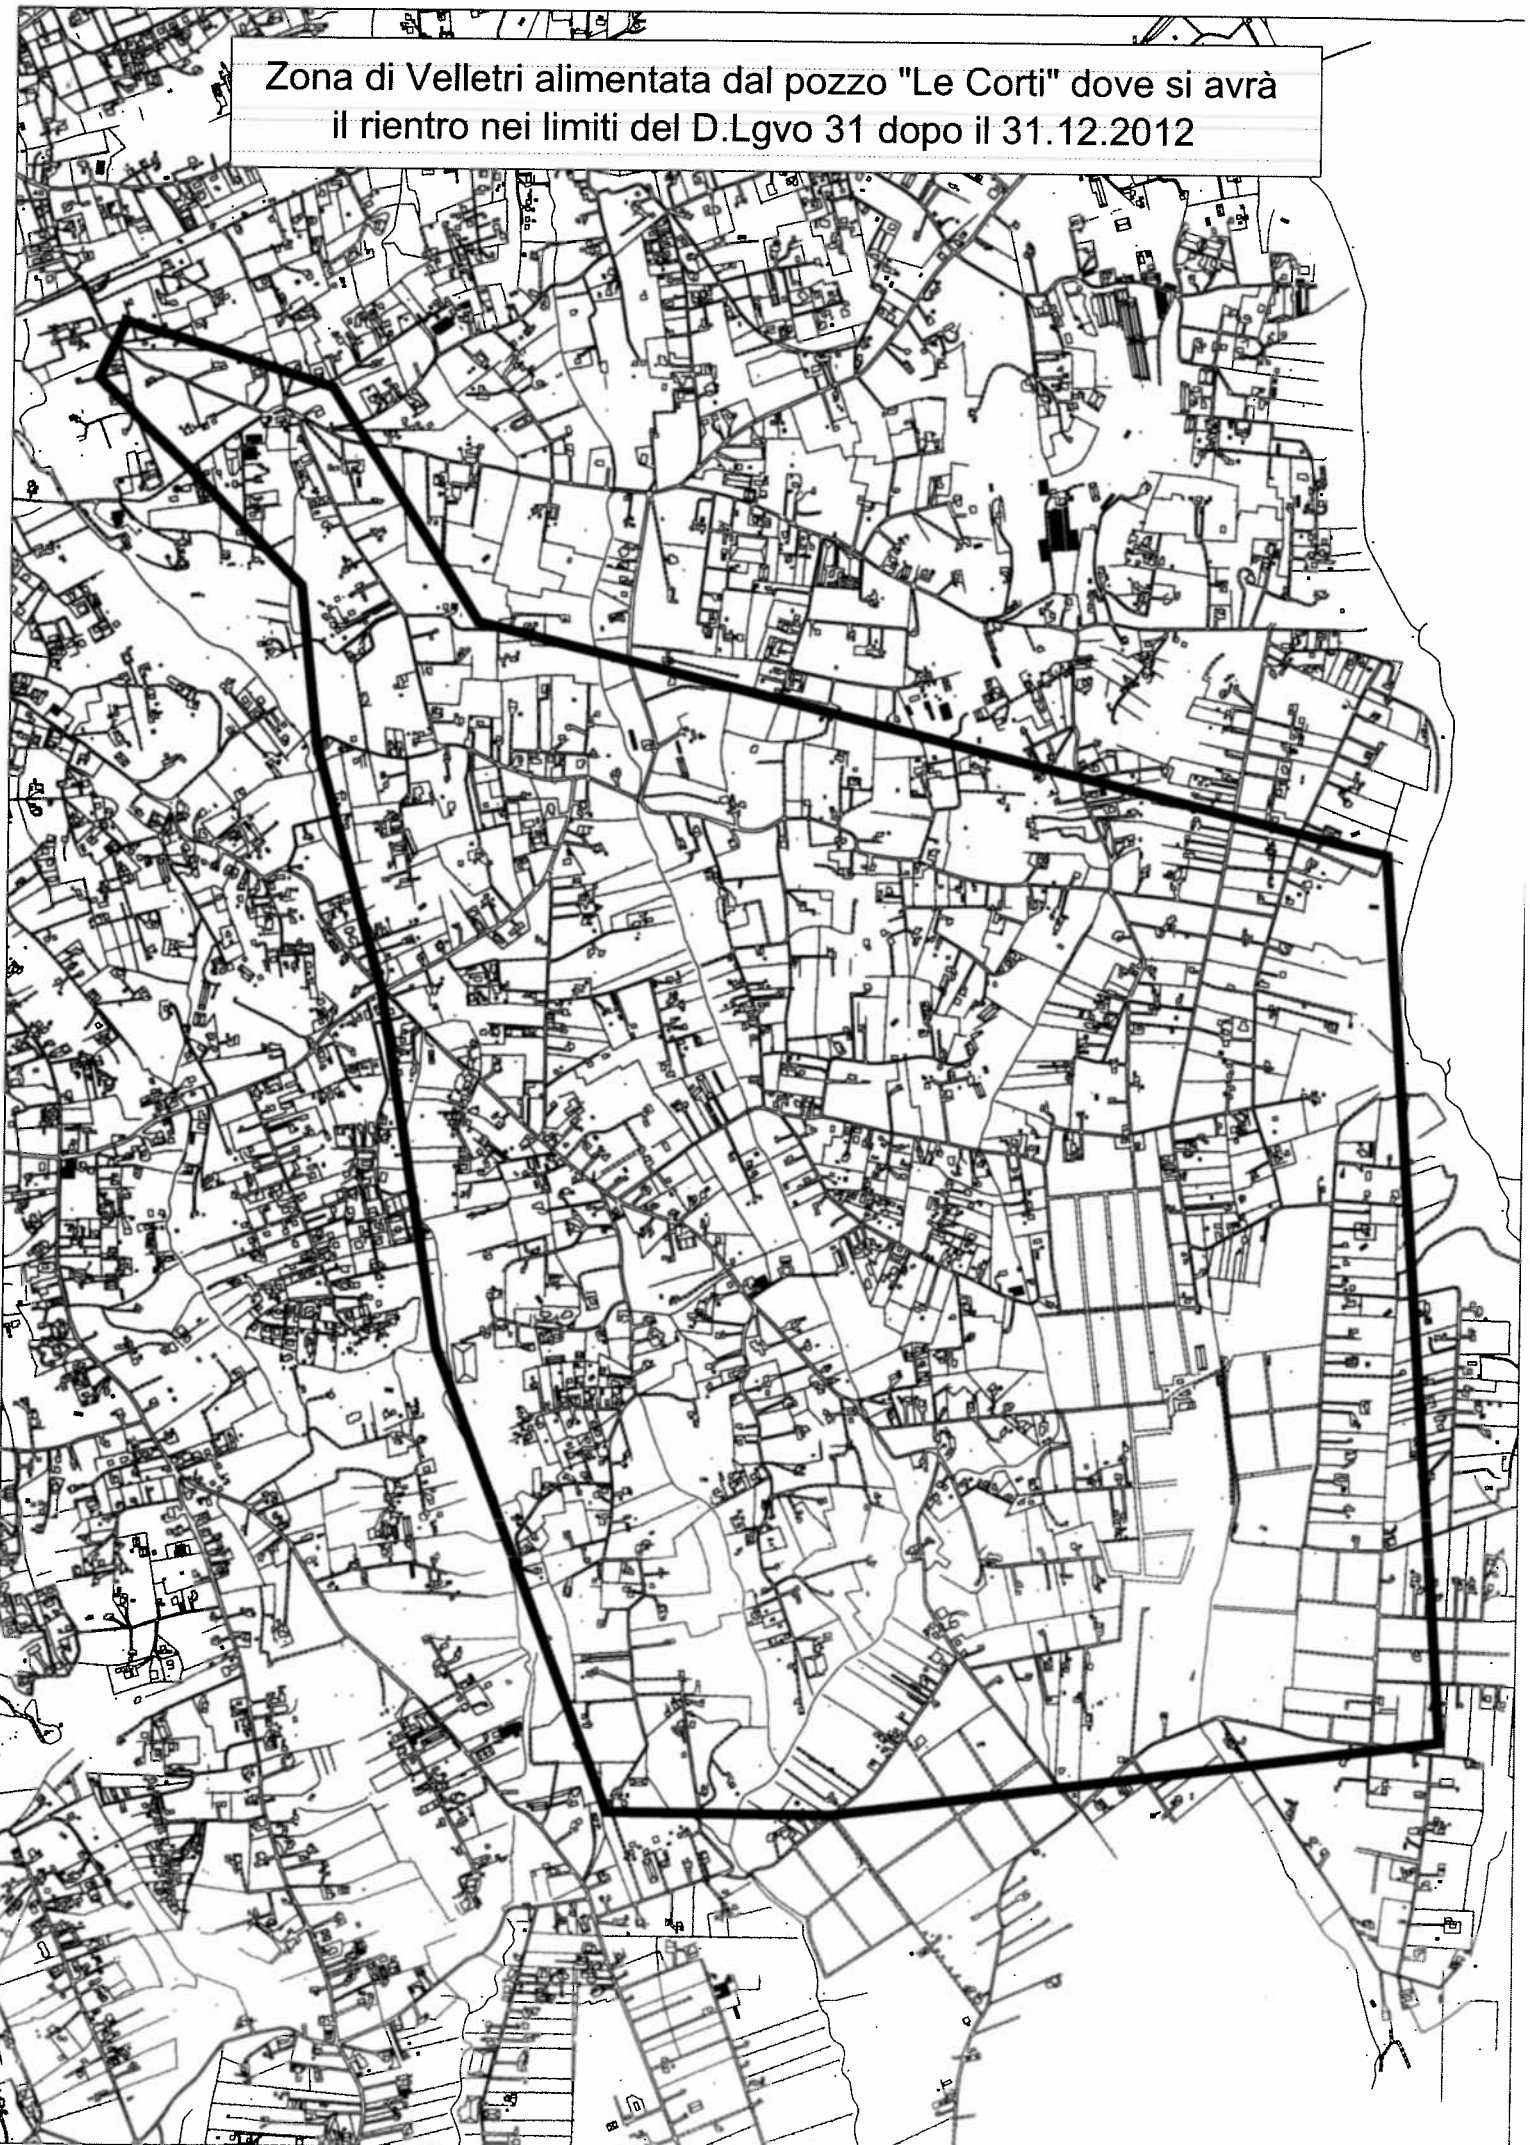 Zona di Velletri alimentata dal pozzo "Le Corti" dove si avrà
il rientro nei limiti del D.Lgvo 31 dopo il 31.12.2012